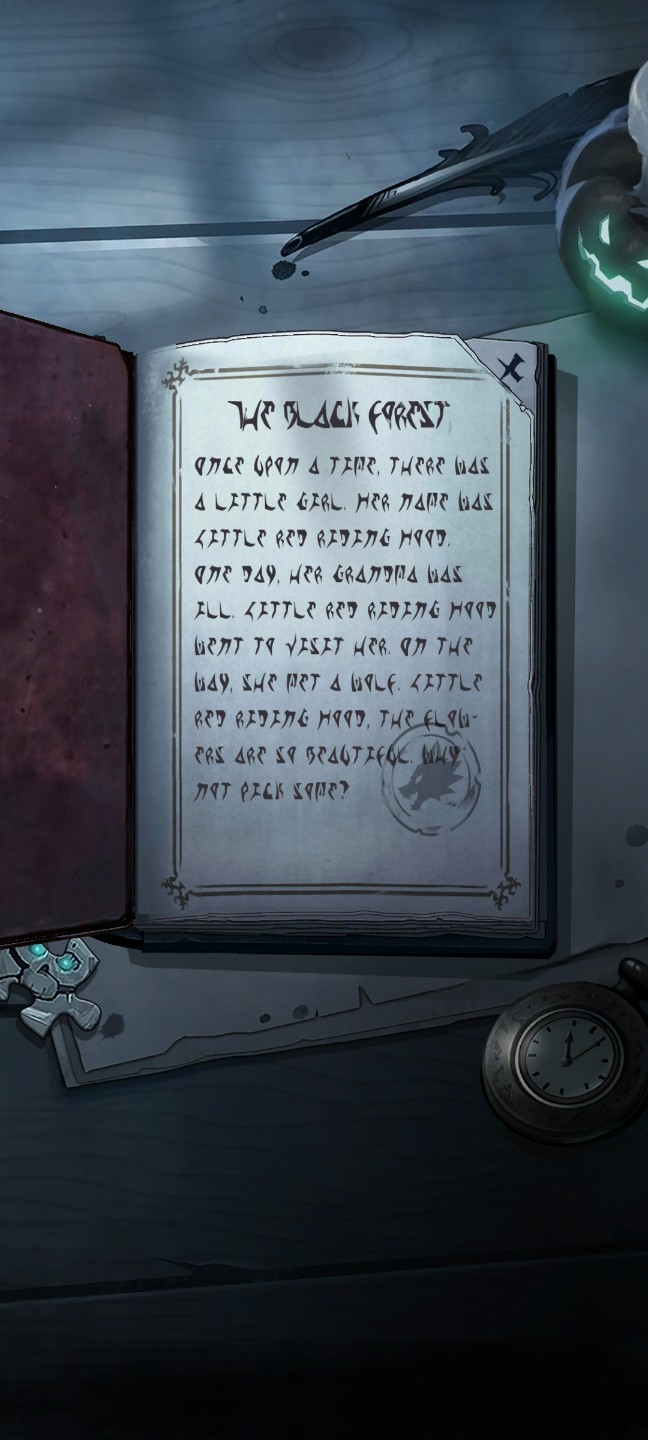 THE BLACK FOREST
ONCE UPON A TIME, THERE WAS
A LITTLE GIRL. HER NAME WAS
LITTLE RED RIDING HOOD.
ONE DAY, HER GRANDMA WAS
ILL. LITTLE RED RIDING HOOD
WENT TO VISIT HER. ON THE
WAY, SHE MET A WOLF. LITTLE
RED RIDING HOOD, THE FLOW-
ERS ARE SO BEAUTIFUL. WHY
NOT PICK SOME?